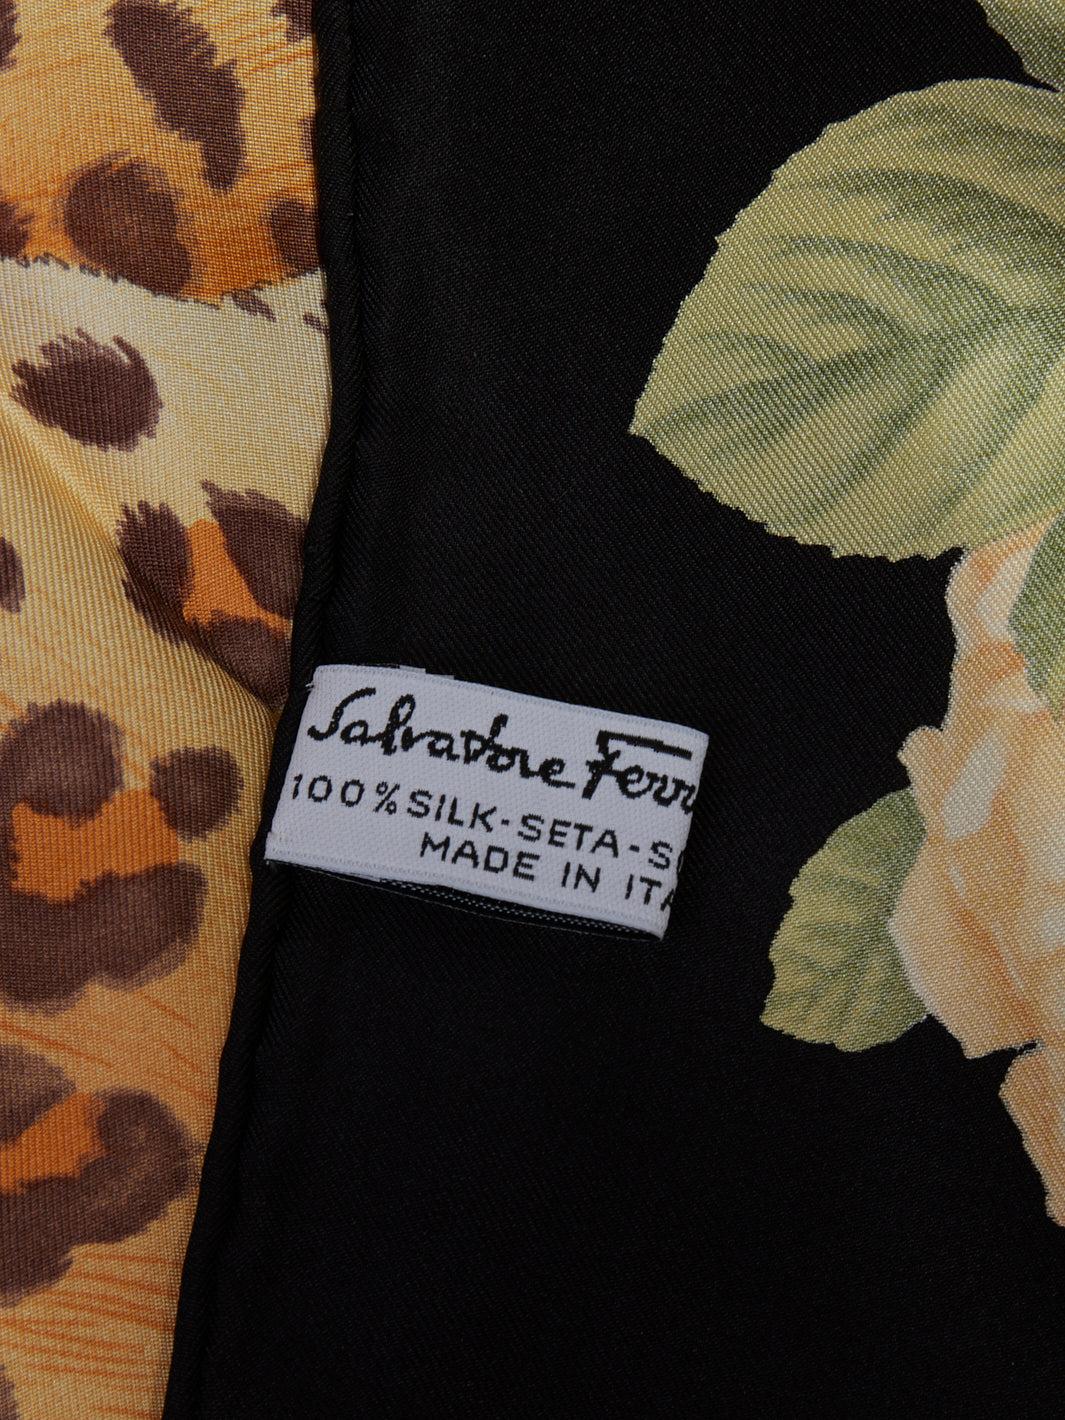 Salvatore Ferr
100% SILK-SETA-S
MADE IN ITA